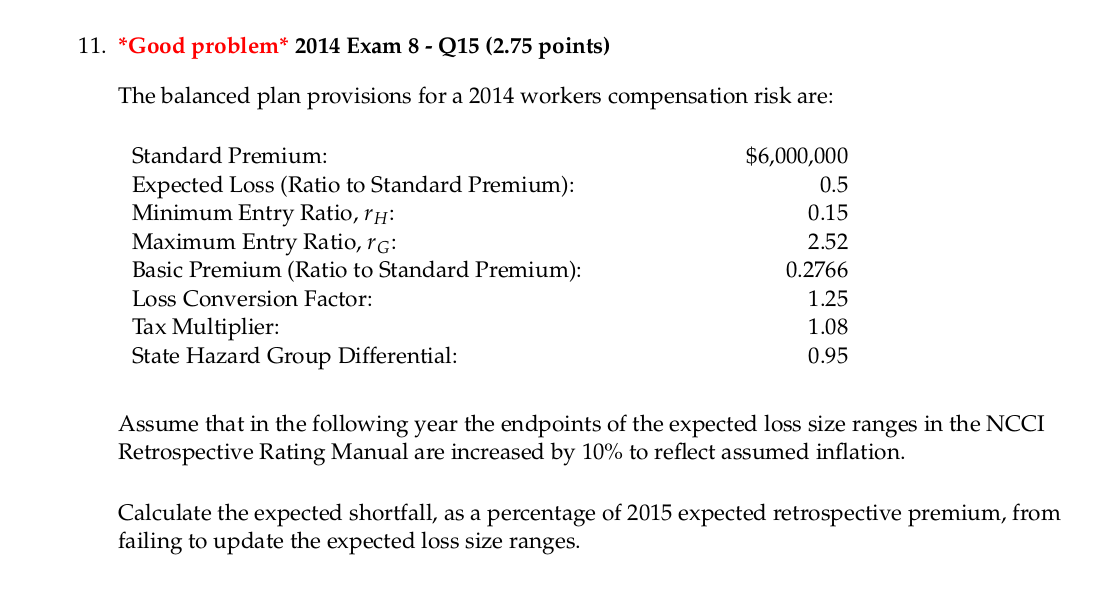 11. *Good problem* 2014 Exam 8 - Q15 (2.75 points)
The balanced plan provisions for a 2014 workers compensation risk are:
Standard Premium: $6,000,000
Expected Loss (Ratio to Standard Premium): 0.5
Minimum Entry Ratio, r_H: 0.15
Maximum Entry Ratio, r_G: 2.52
Basic Premium (Ratio to Standard Premium): 0.2766
Loss Conversion Factor: 1.25
Tax Multiplier: 1.08
State Hazard Group Differential: 0.95
Assume that in the following year the endpoints of the expected loss size ranges in the NCCI
Retrospective Rating Manual are increased by 10% to reflect assumed inflation.
Calculate the expected shortfall, as a percentage of 2015 expected retrospective premium, from
failing to update the expected loss size ranges.